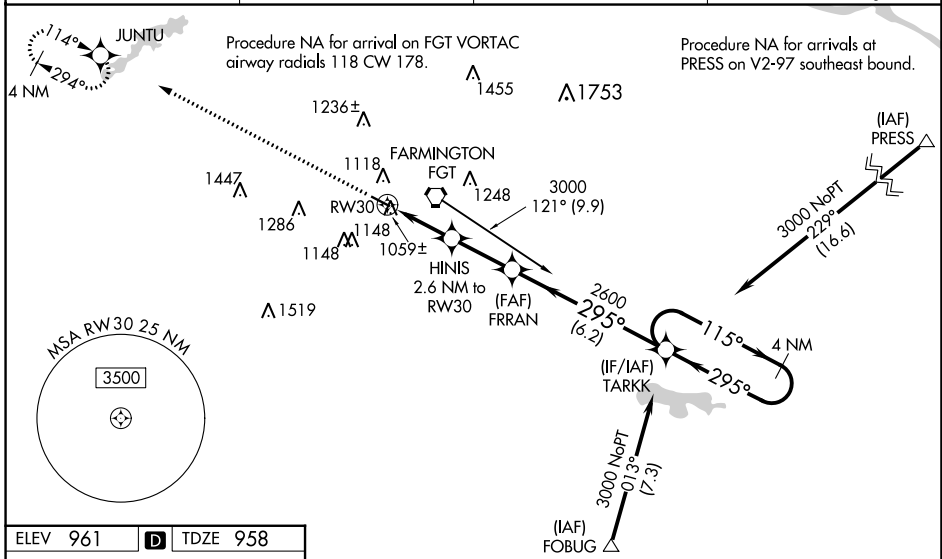 114°
JUNTU
294°
4 NM
Procedure NA for arrival on FGT VORTAC
airway radials 118 CW 178.
Procedure NA for arrivals at
PRESS on V2-97 southeast bound.
1455
1753
1236±
(IAF)
PRESS
FARMINGTON
FGT
1118
1447
1248
3000
121° (9.9)
3000 NoPT
229°
(16.6)
RW30
1286
1148
1148
1059±
HINIS
2.6 NM to
RW30
(FAF)
FRRAN
2600
295°
(6.2)
1519
115°
4 NM
295°
(IF/IAF)
TARKK
MSA RW30 25 NM
3500
3000 NoPT
013°
(7.3)
(IAF)
FOBUG
ELEV 961
D
TDZE 958